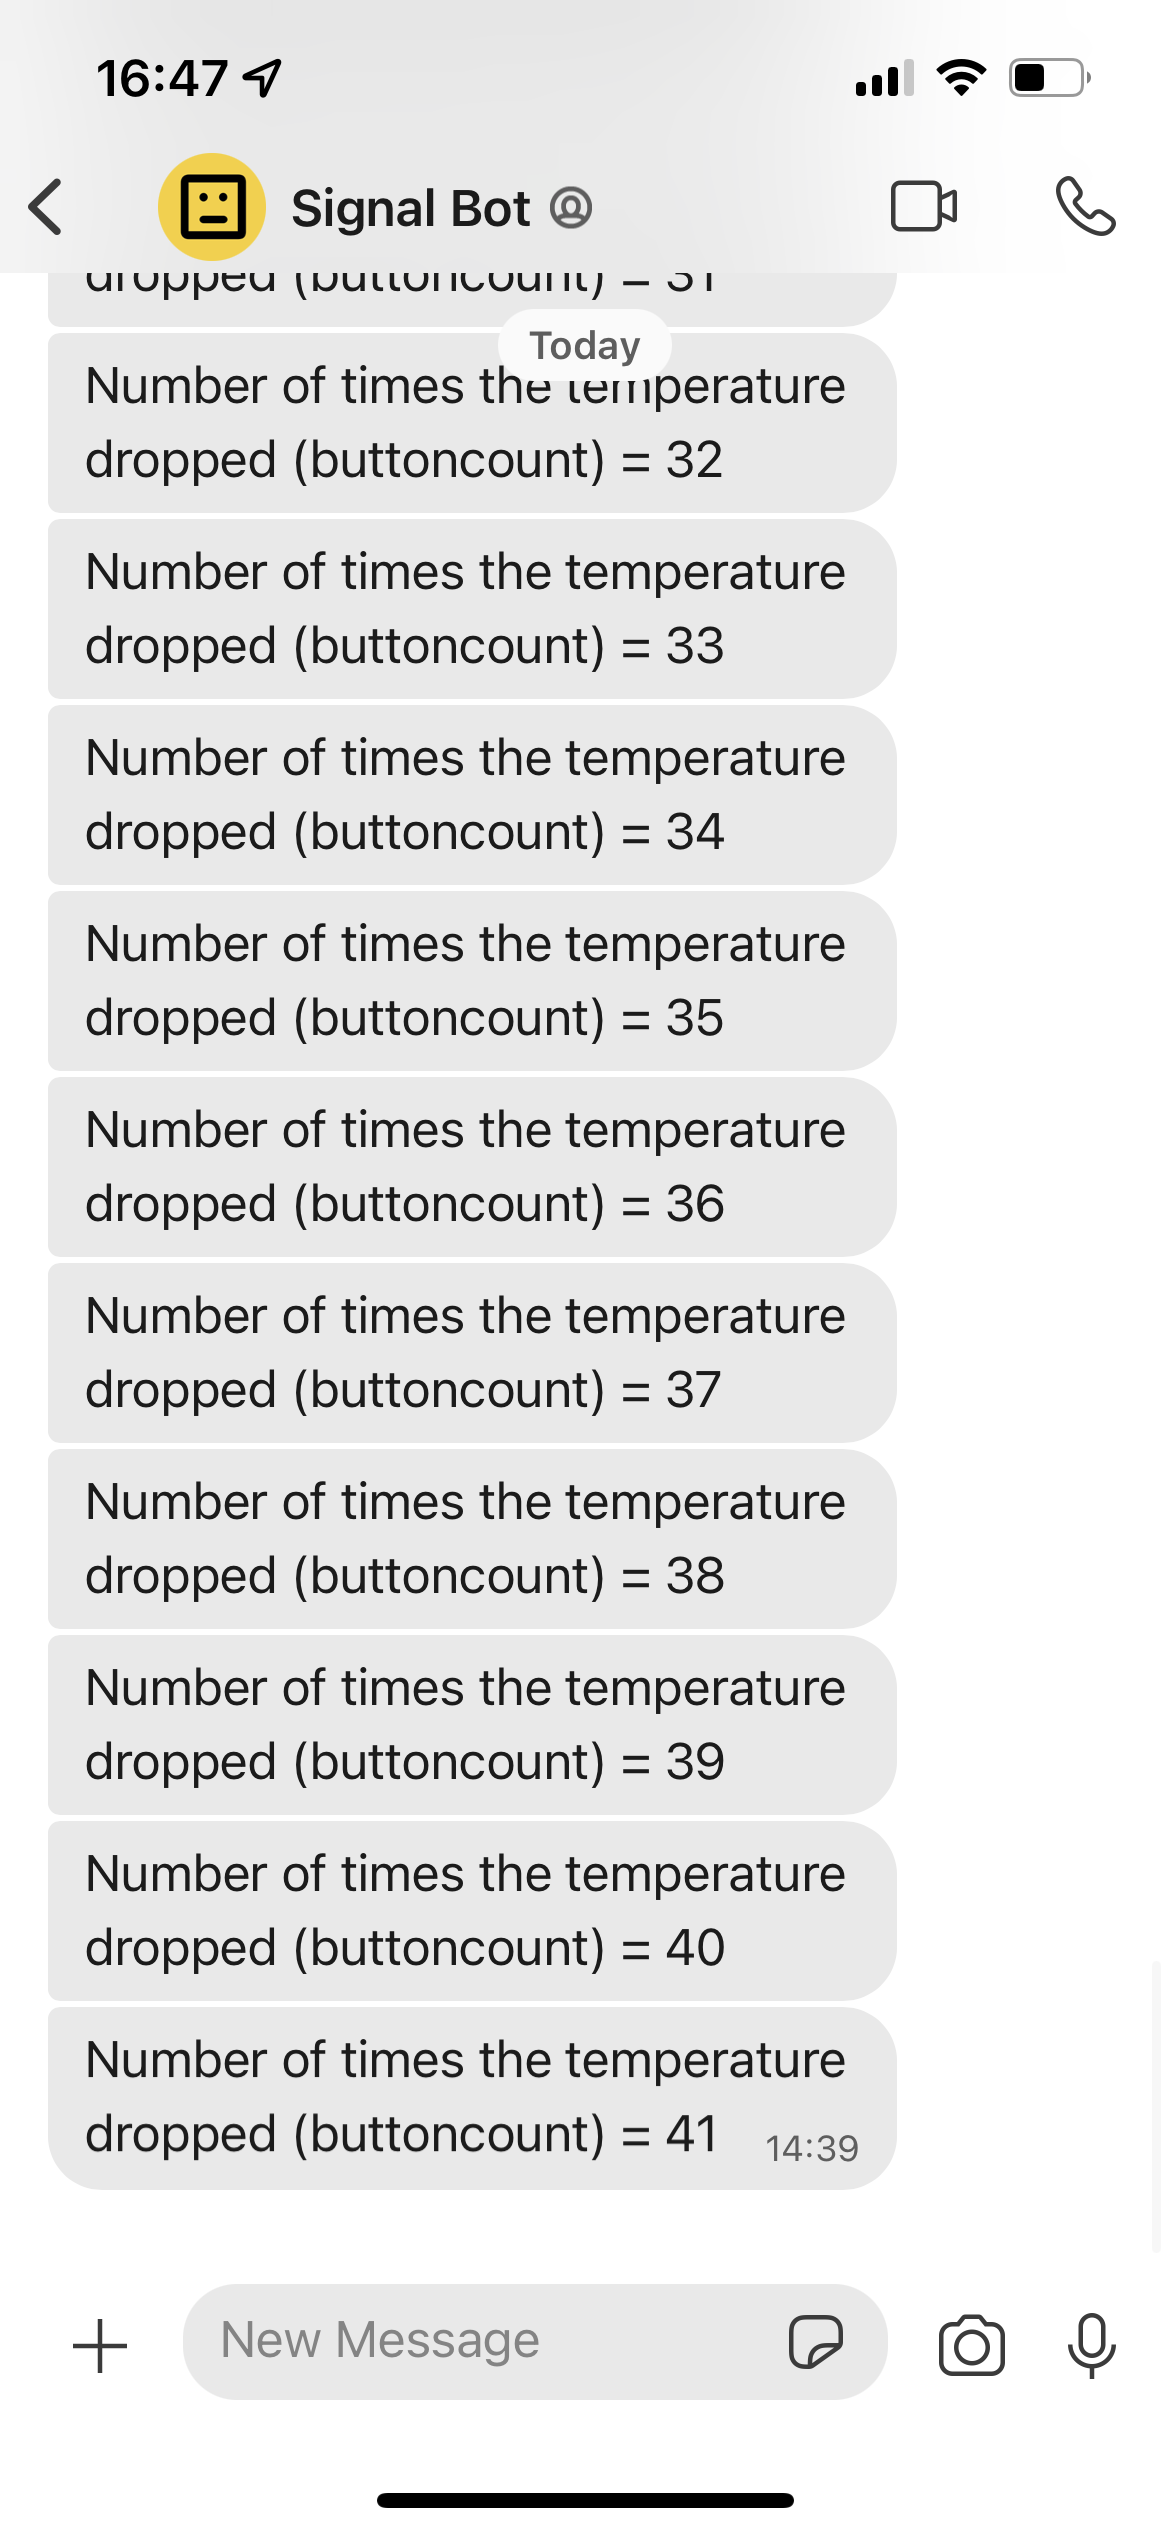 16:47
Signal Bot
dropped (buttoncount) = 31
Today
Number of times the temperature
dropped (buttoncount) = 32
Number of times the temperature
dropped (buttoncount) = 33
Number of times the temperature
dropped (buttoncount) = 34
Number of times the temperature
dropped (buttoncount) = 35
Number of times the temperature
dropped (buttoncount) = 36
Number of times the temperature
dropped (buttoncount) = 37
Number of times the temperature
dropped (buttoncount) = 38
Number of times the temperature
dropped (buttoncount) = 39
Number of times the temperature
dropped (buttoncount) = 40
Number of times the temperature
dropped (buttoncount) = 41 14:39
New Message